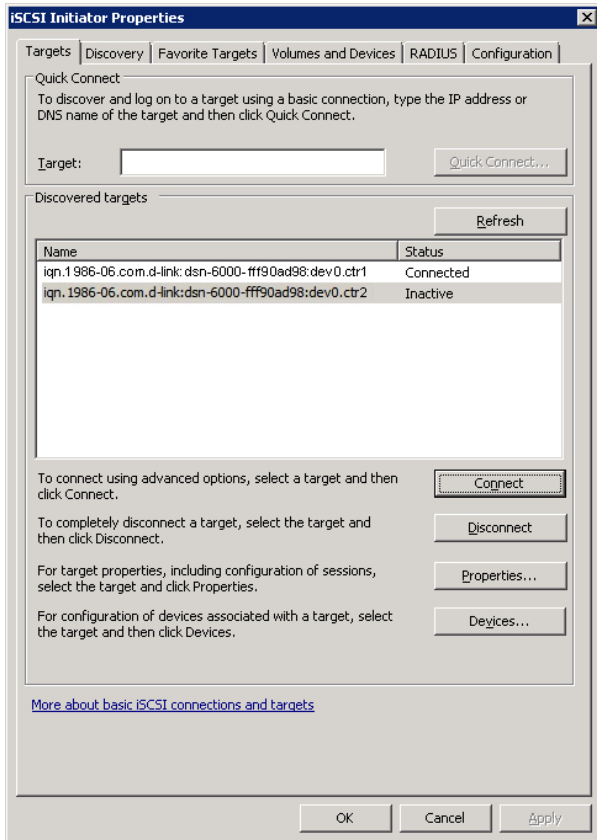 iSCSI Initiator Properties
Targets Discovery Favorite Targets Volumes and Devices RADIUS Configuration
Quick Connect
To discover and log on to a target using a basic connection, type the IP address or
DNS name of the target and then click Quick Connect.
Target: Quick Connect...
Discovered targets
Refresh
Name Status
iqn.1986-06.com.d-link:dsn-6000-fff90ad98:dev0.ctr1 Connected
iqn.1986-06.com.d-link:dsn-6000-fff90ad98:dev0.ctr2 Inactive
To connect using advanced options, select a target and then
click Connect.
Connect
To completely disconnect a target, select the target and
then click Disconnect.
Disconnect
For target properties, including configuration of sessions,
select the target and click Properties.
Properties...
For configuration of devices associated with a target, select
the target and then click Devices.
Devices...
More about basic iSCSI connections and targets
OK Cancel Apply